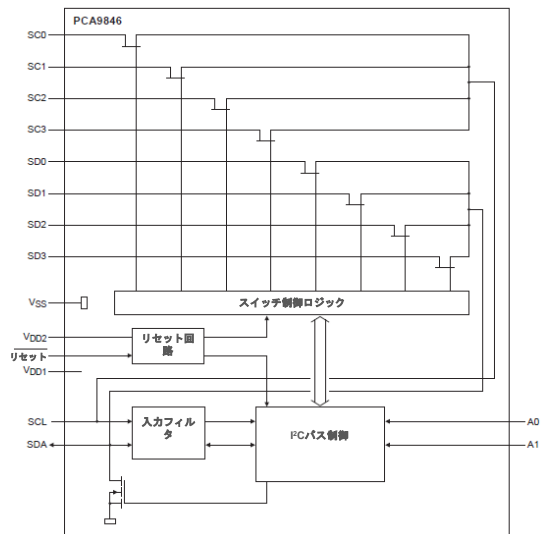 PCA9846
SC0
SC1
SC2
SC3
SD0
SD1
SD2
SD3
VSS
スイッチ制御ロジック
VDD2
リセット
VDD1
リセット回
路
SCL
SDA
入力フィル
タ
I²Cバス制御
A0
A1